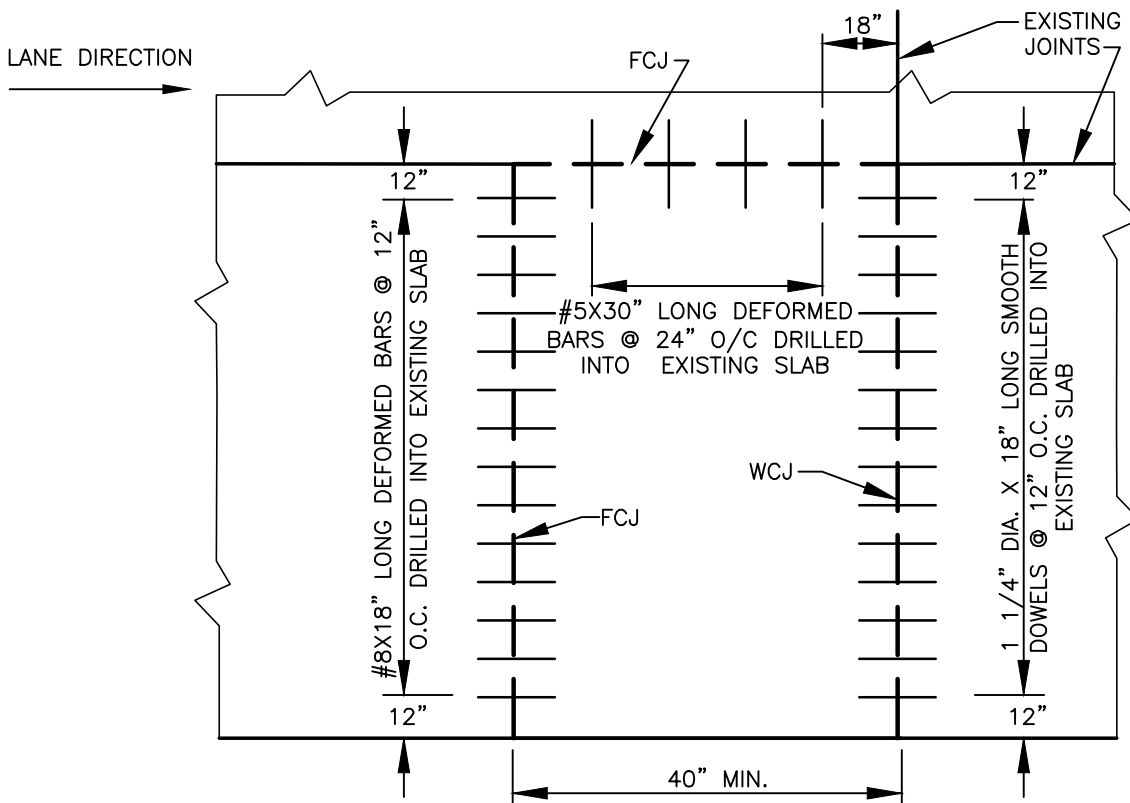 18”
EXISTING
JOINTS
LANE DIRECTION
FCJ
12”
12”
#8X18” LONG DEFORMED BARS @ 12”
O.C. DRILLED INTO EXISTING SLAB
#5X30” LONG DEFORMED
BARS @ 24” O/C DRILLED
INTO EXISTING SLAB
1 1/4” DIA. X 18” LONG SMOOTH
DOWELS @ 12” O.C. DRILLED INTO
EXISTING SLAB
WCJ
FCJ
12”
12”
40” MIN.